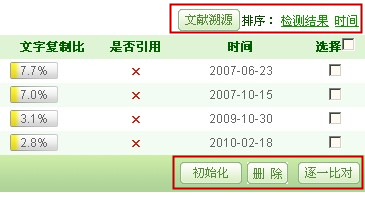 文献溯源 排序： 检测结果 时间
文字复制比 是否引用 时间 选择
7.7% 2007-06-23
7.0% 2007-10-15
3.1% 2009-10-30
2.8% 2010-02-18
初始化 删 除 逐一比对